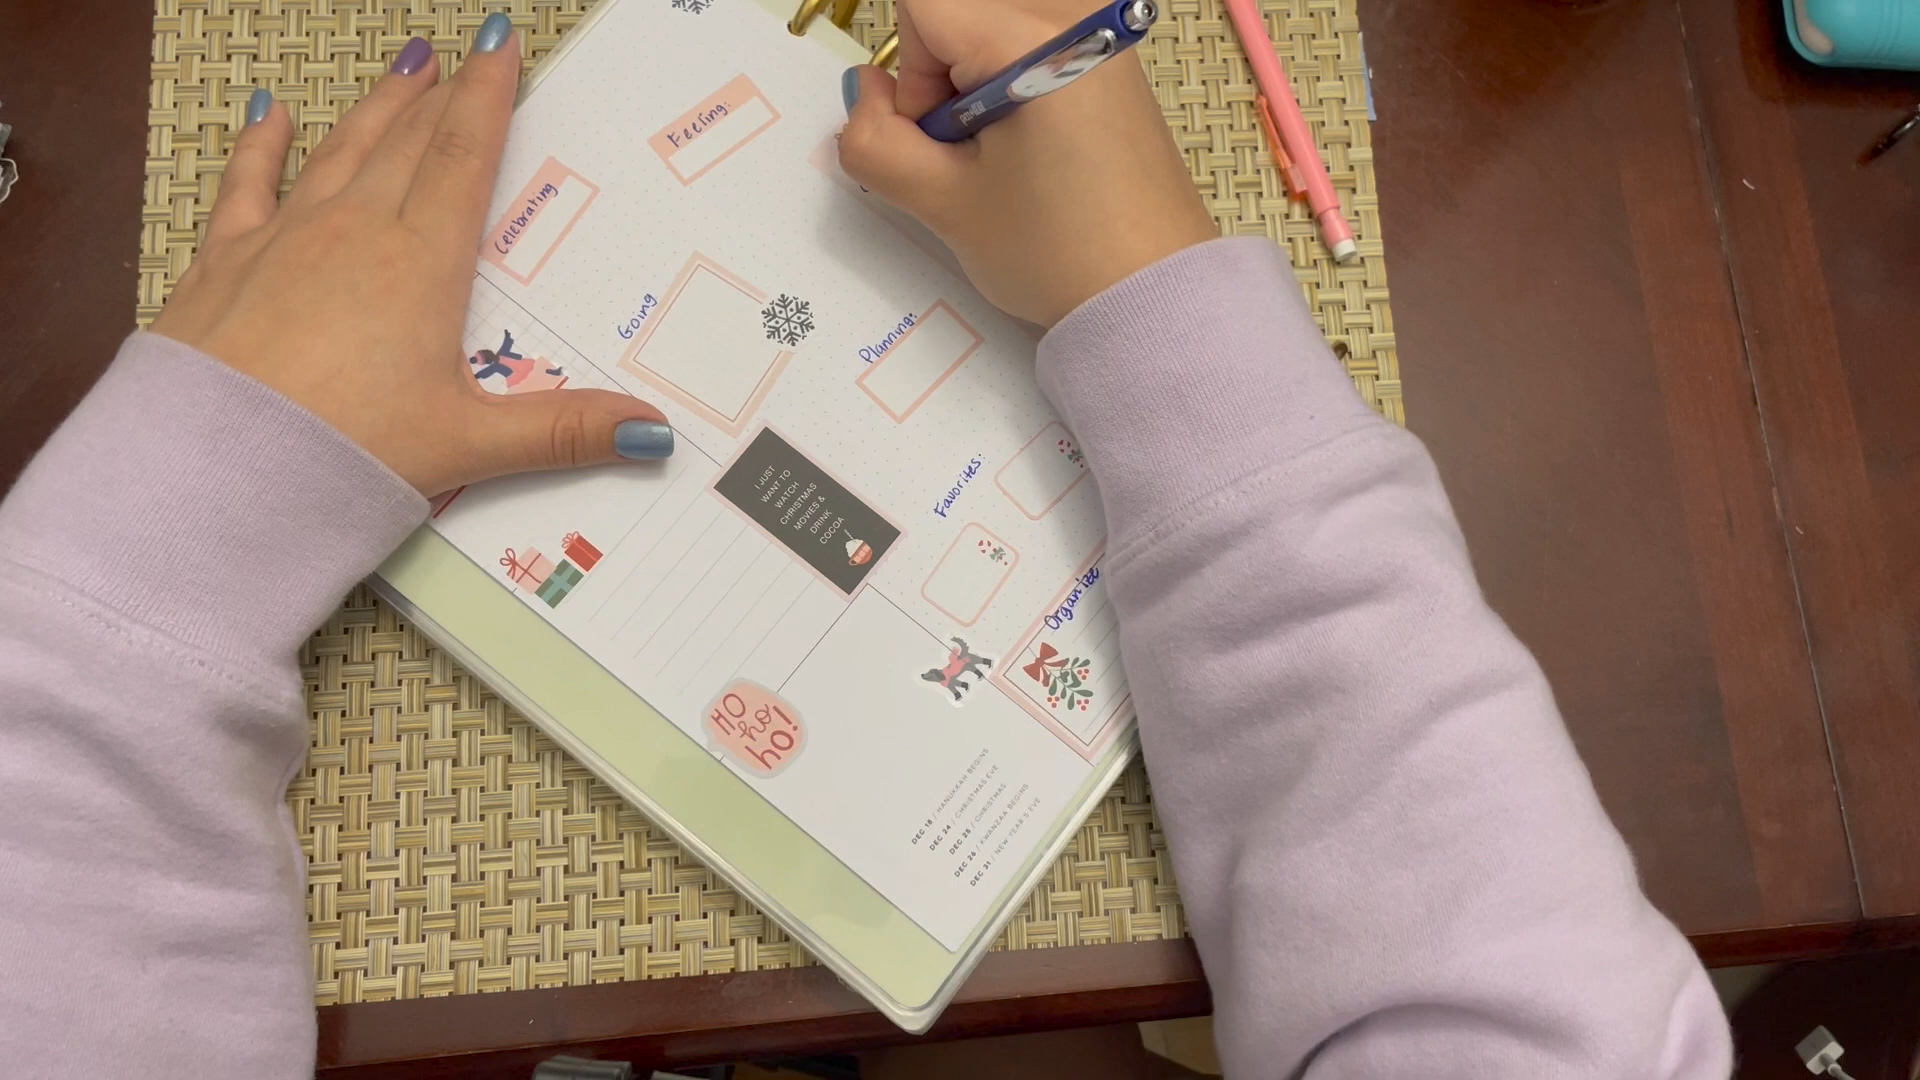 Feeling:
Celebrating
Going
Planning:
Favorites:
Organize
I JUST
WANT TO
WATCH
CHRISTMAS
MOVIES &
DRINK
COCOA
HO
ho
ho!
DEC 18 / HANUKKAH BEGINS
DEC 24 / CHRISTMAS EVE
DEC 25 / CHRISTMAS
DEC 26 / KWANZAA BEGINS
DEC 31 / NEW YEAR'S EVE